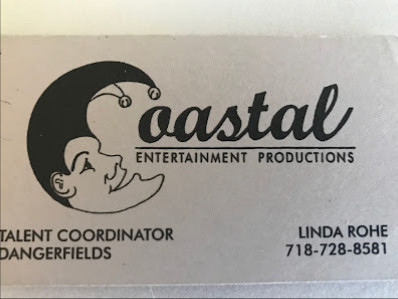 Coastal
ENTERTAINMENT PRODUCTIONS
TALENT COORDINATOR
DANGERFIELDS
LINDA ROHE
718-728-8581